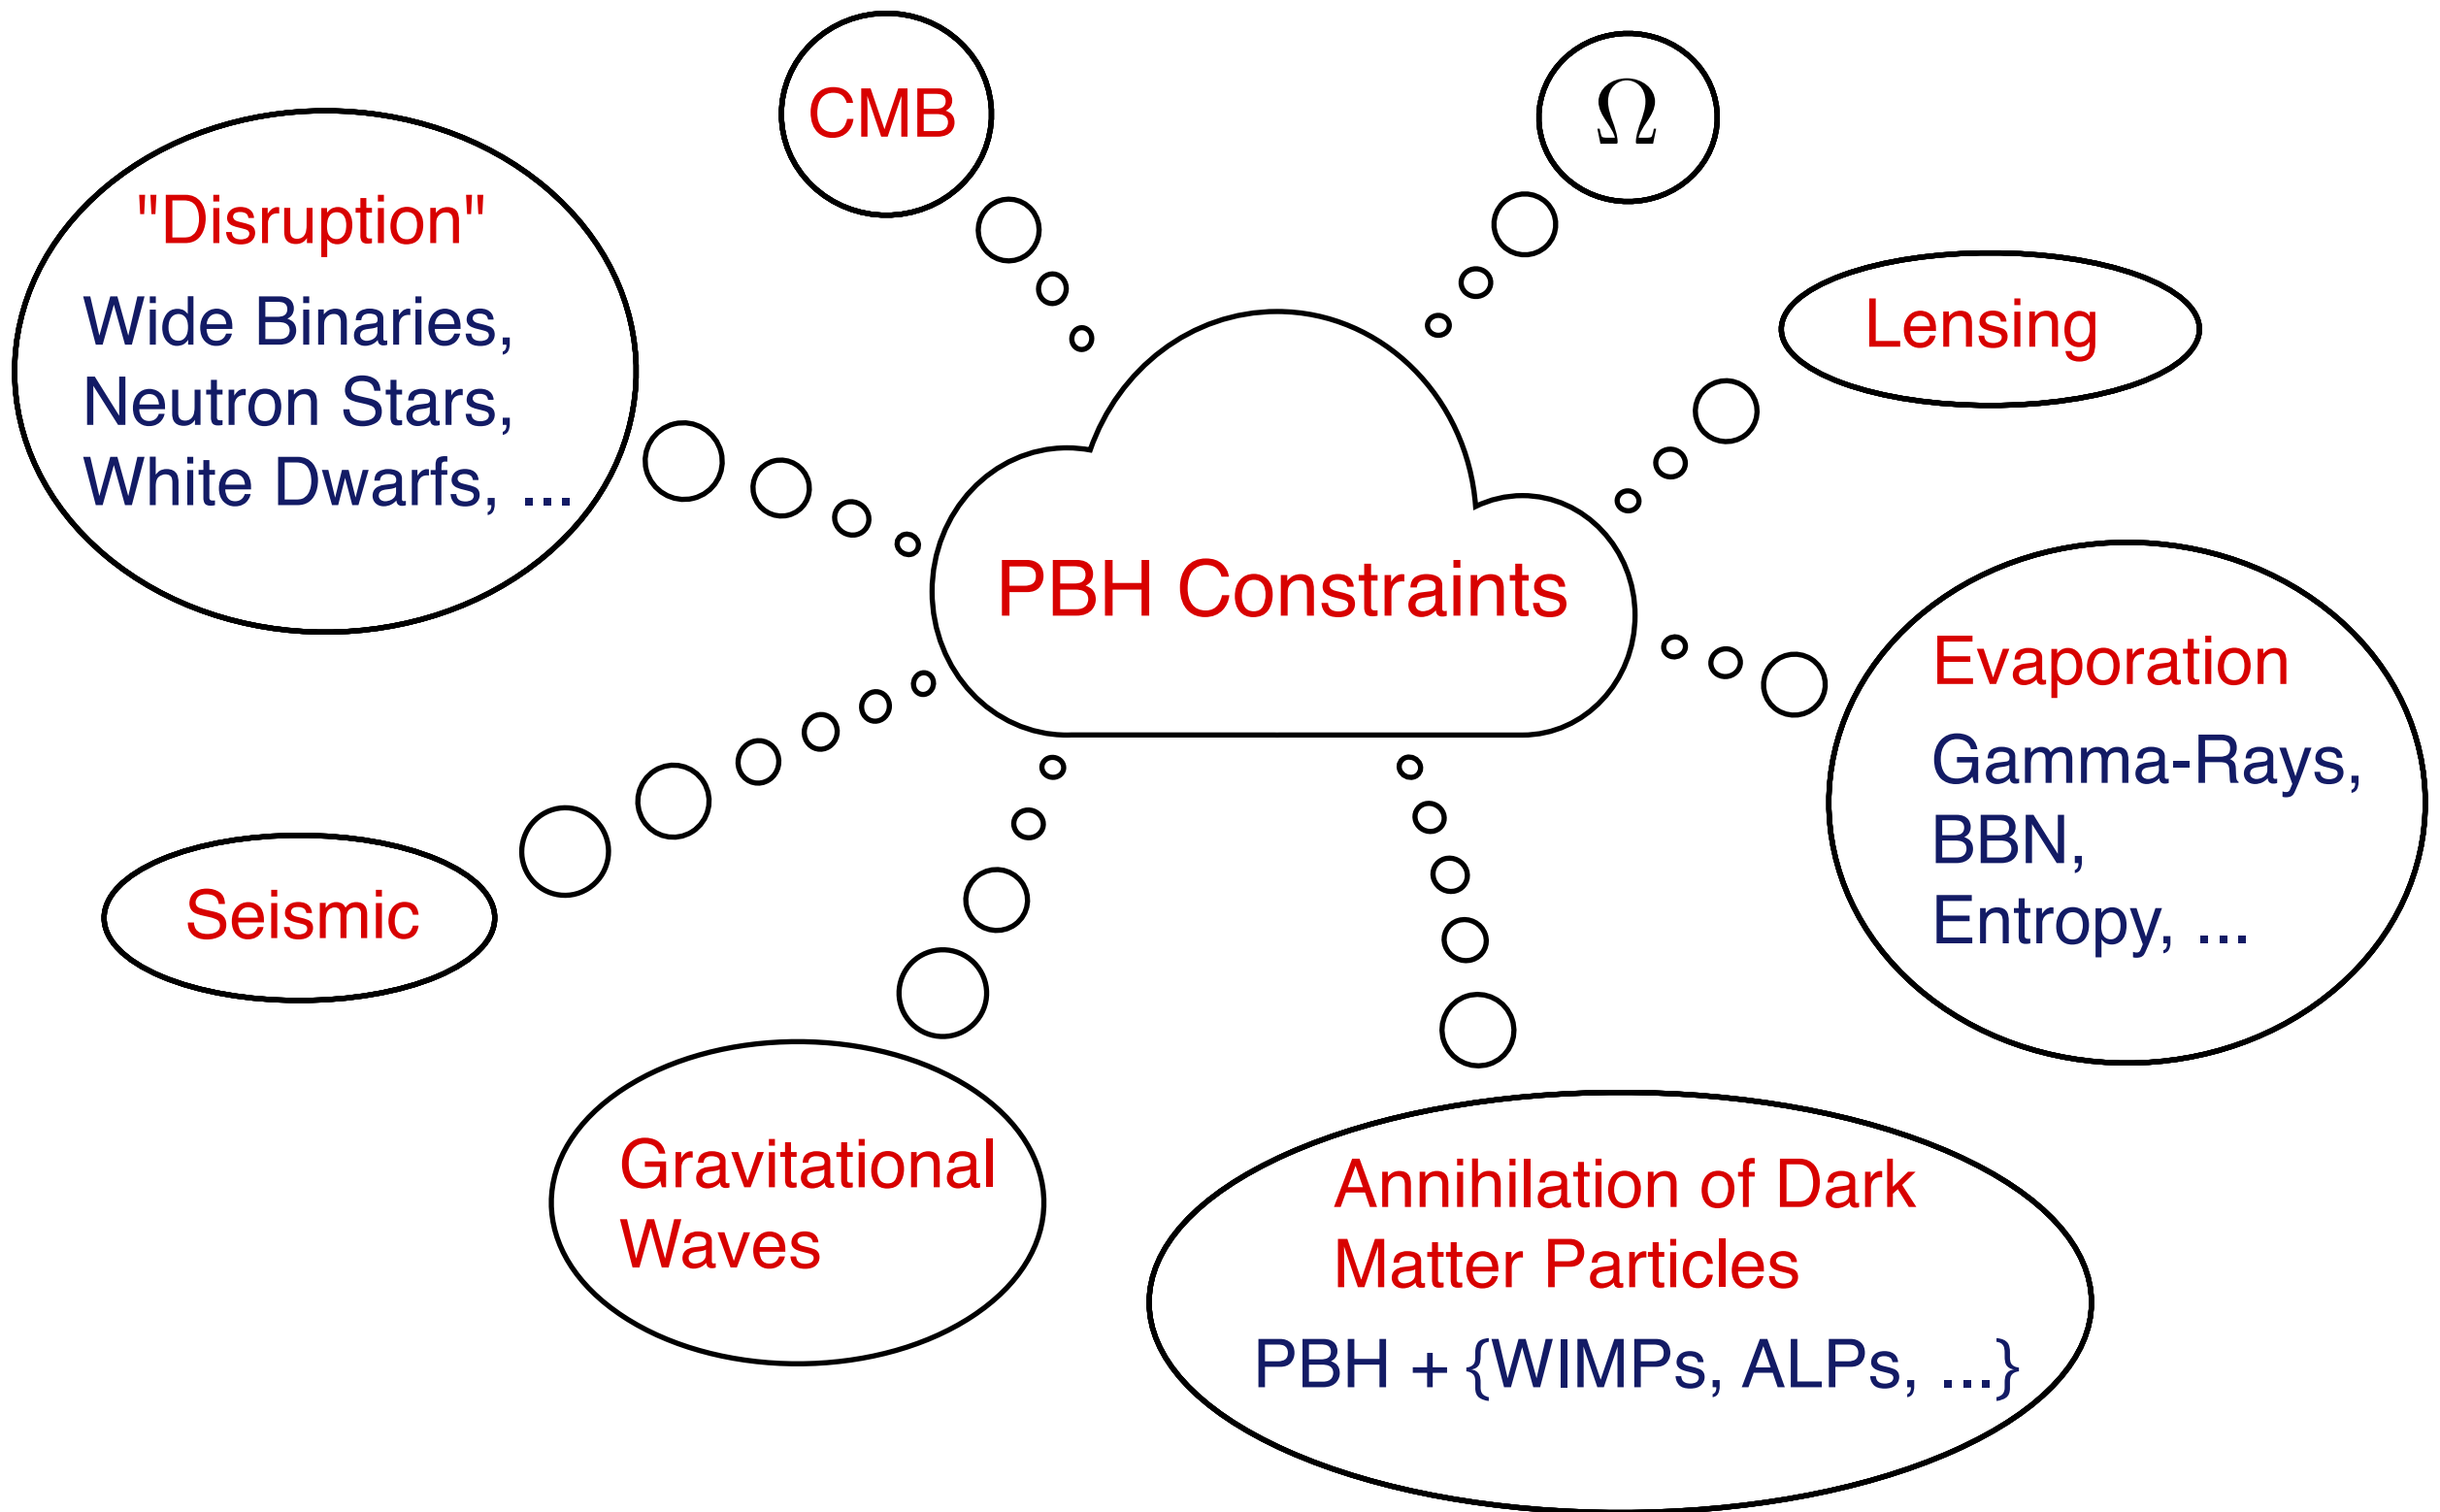 CMB
Ω
"Disruption"
Wide Binaries,
Neutron Stars,
White Dwarfs, ...
Lensing
PBH Constraints
Evaporation
Gamma-Rays,
BBN,
Entropy, ...
Seismic
Gravitational
Waves
Annihilation of Dark
Matter Particles
PBH + {WIMPs, ALPs, ...}